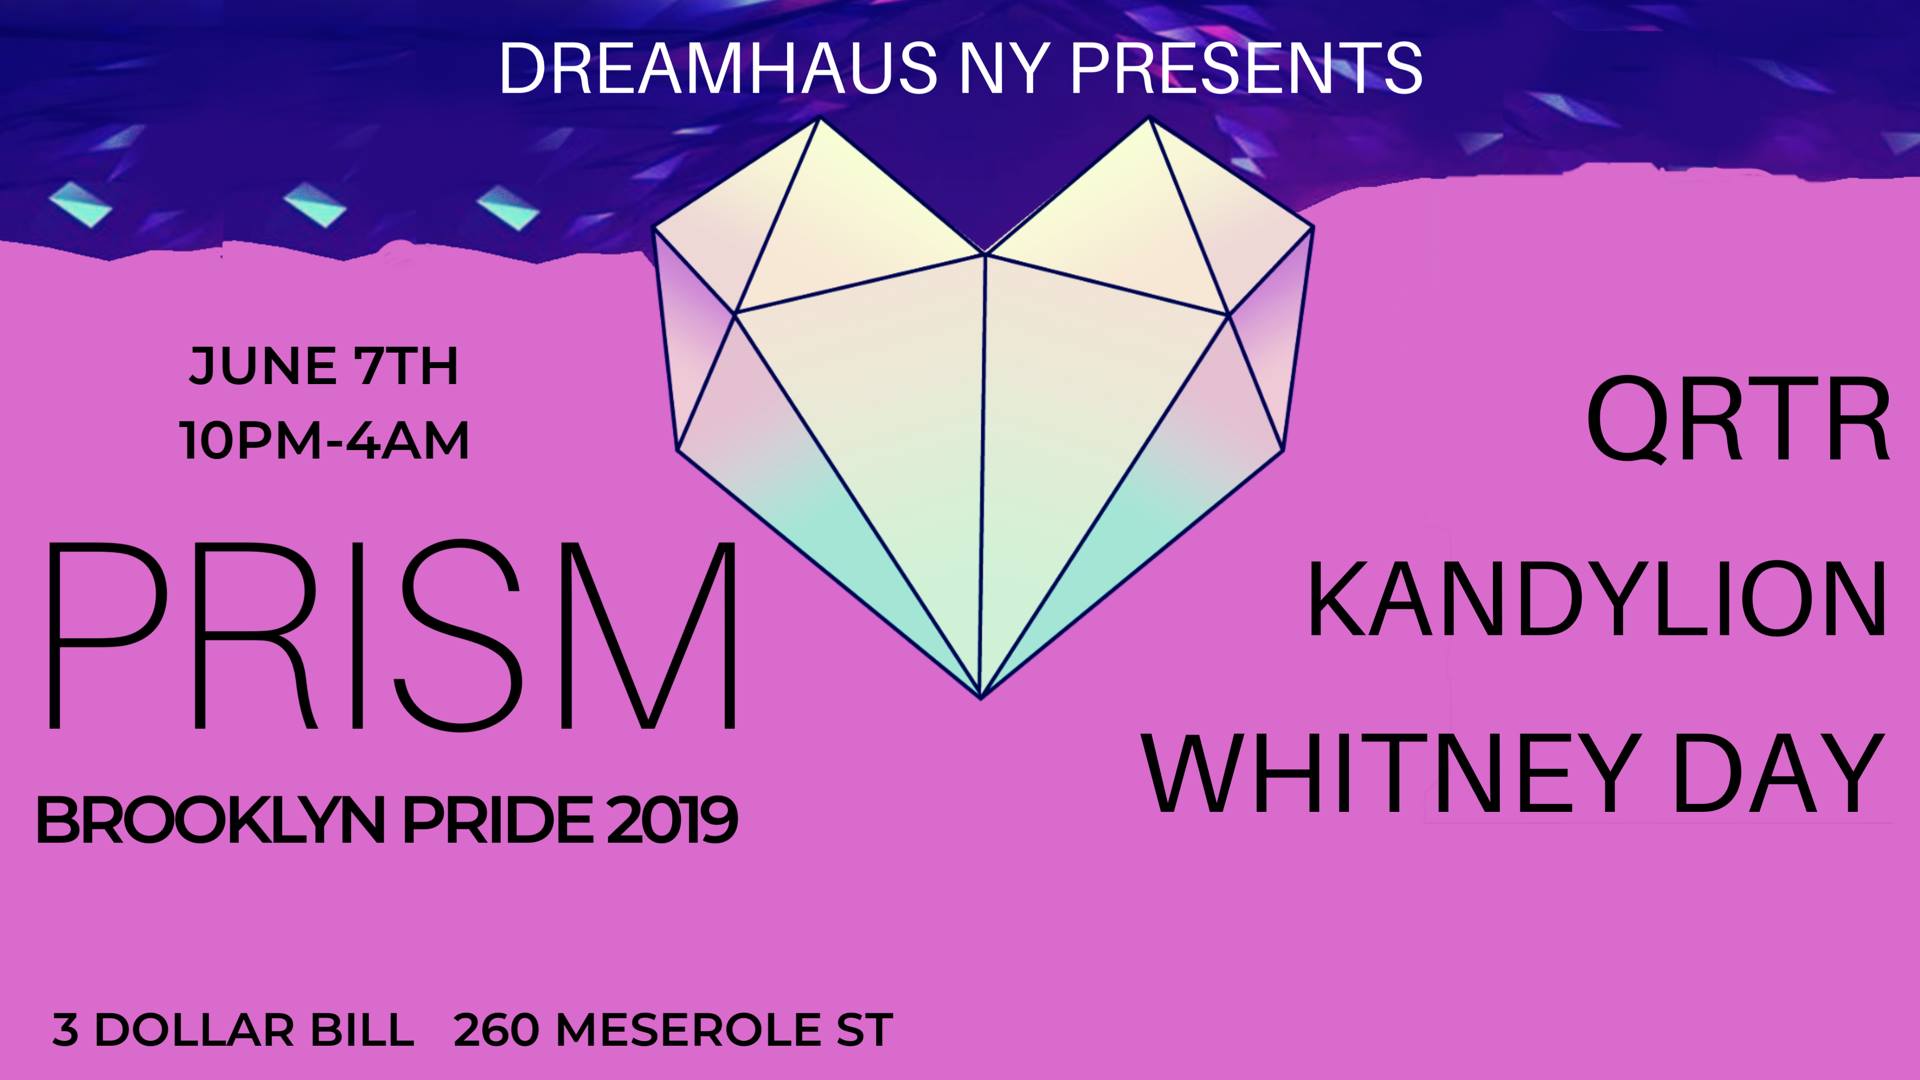 DREAMHAUS NY PRESENTS
JUNE 7TH
10PM-4AM
PRISM
BROOKLYN PRIDE 2019
QRTR
KANDYLION
WHITNEY DAY
3 DOLLAR BILL 260 MESEROLE ST